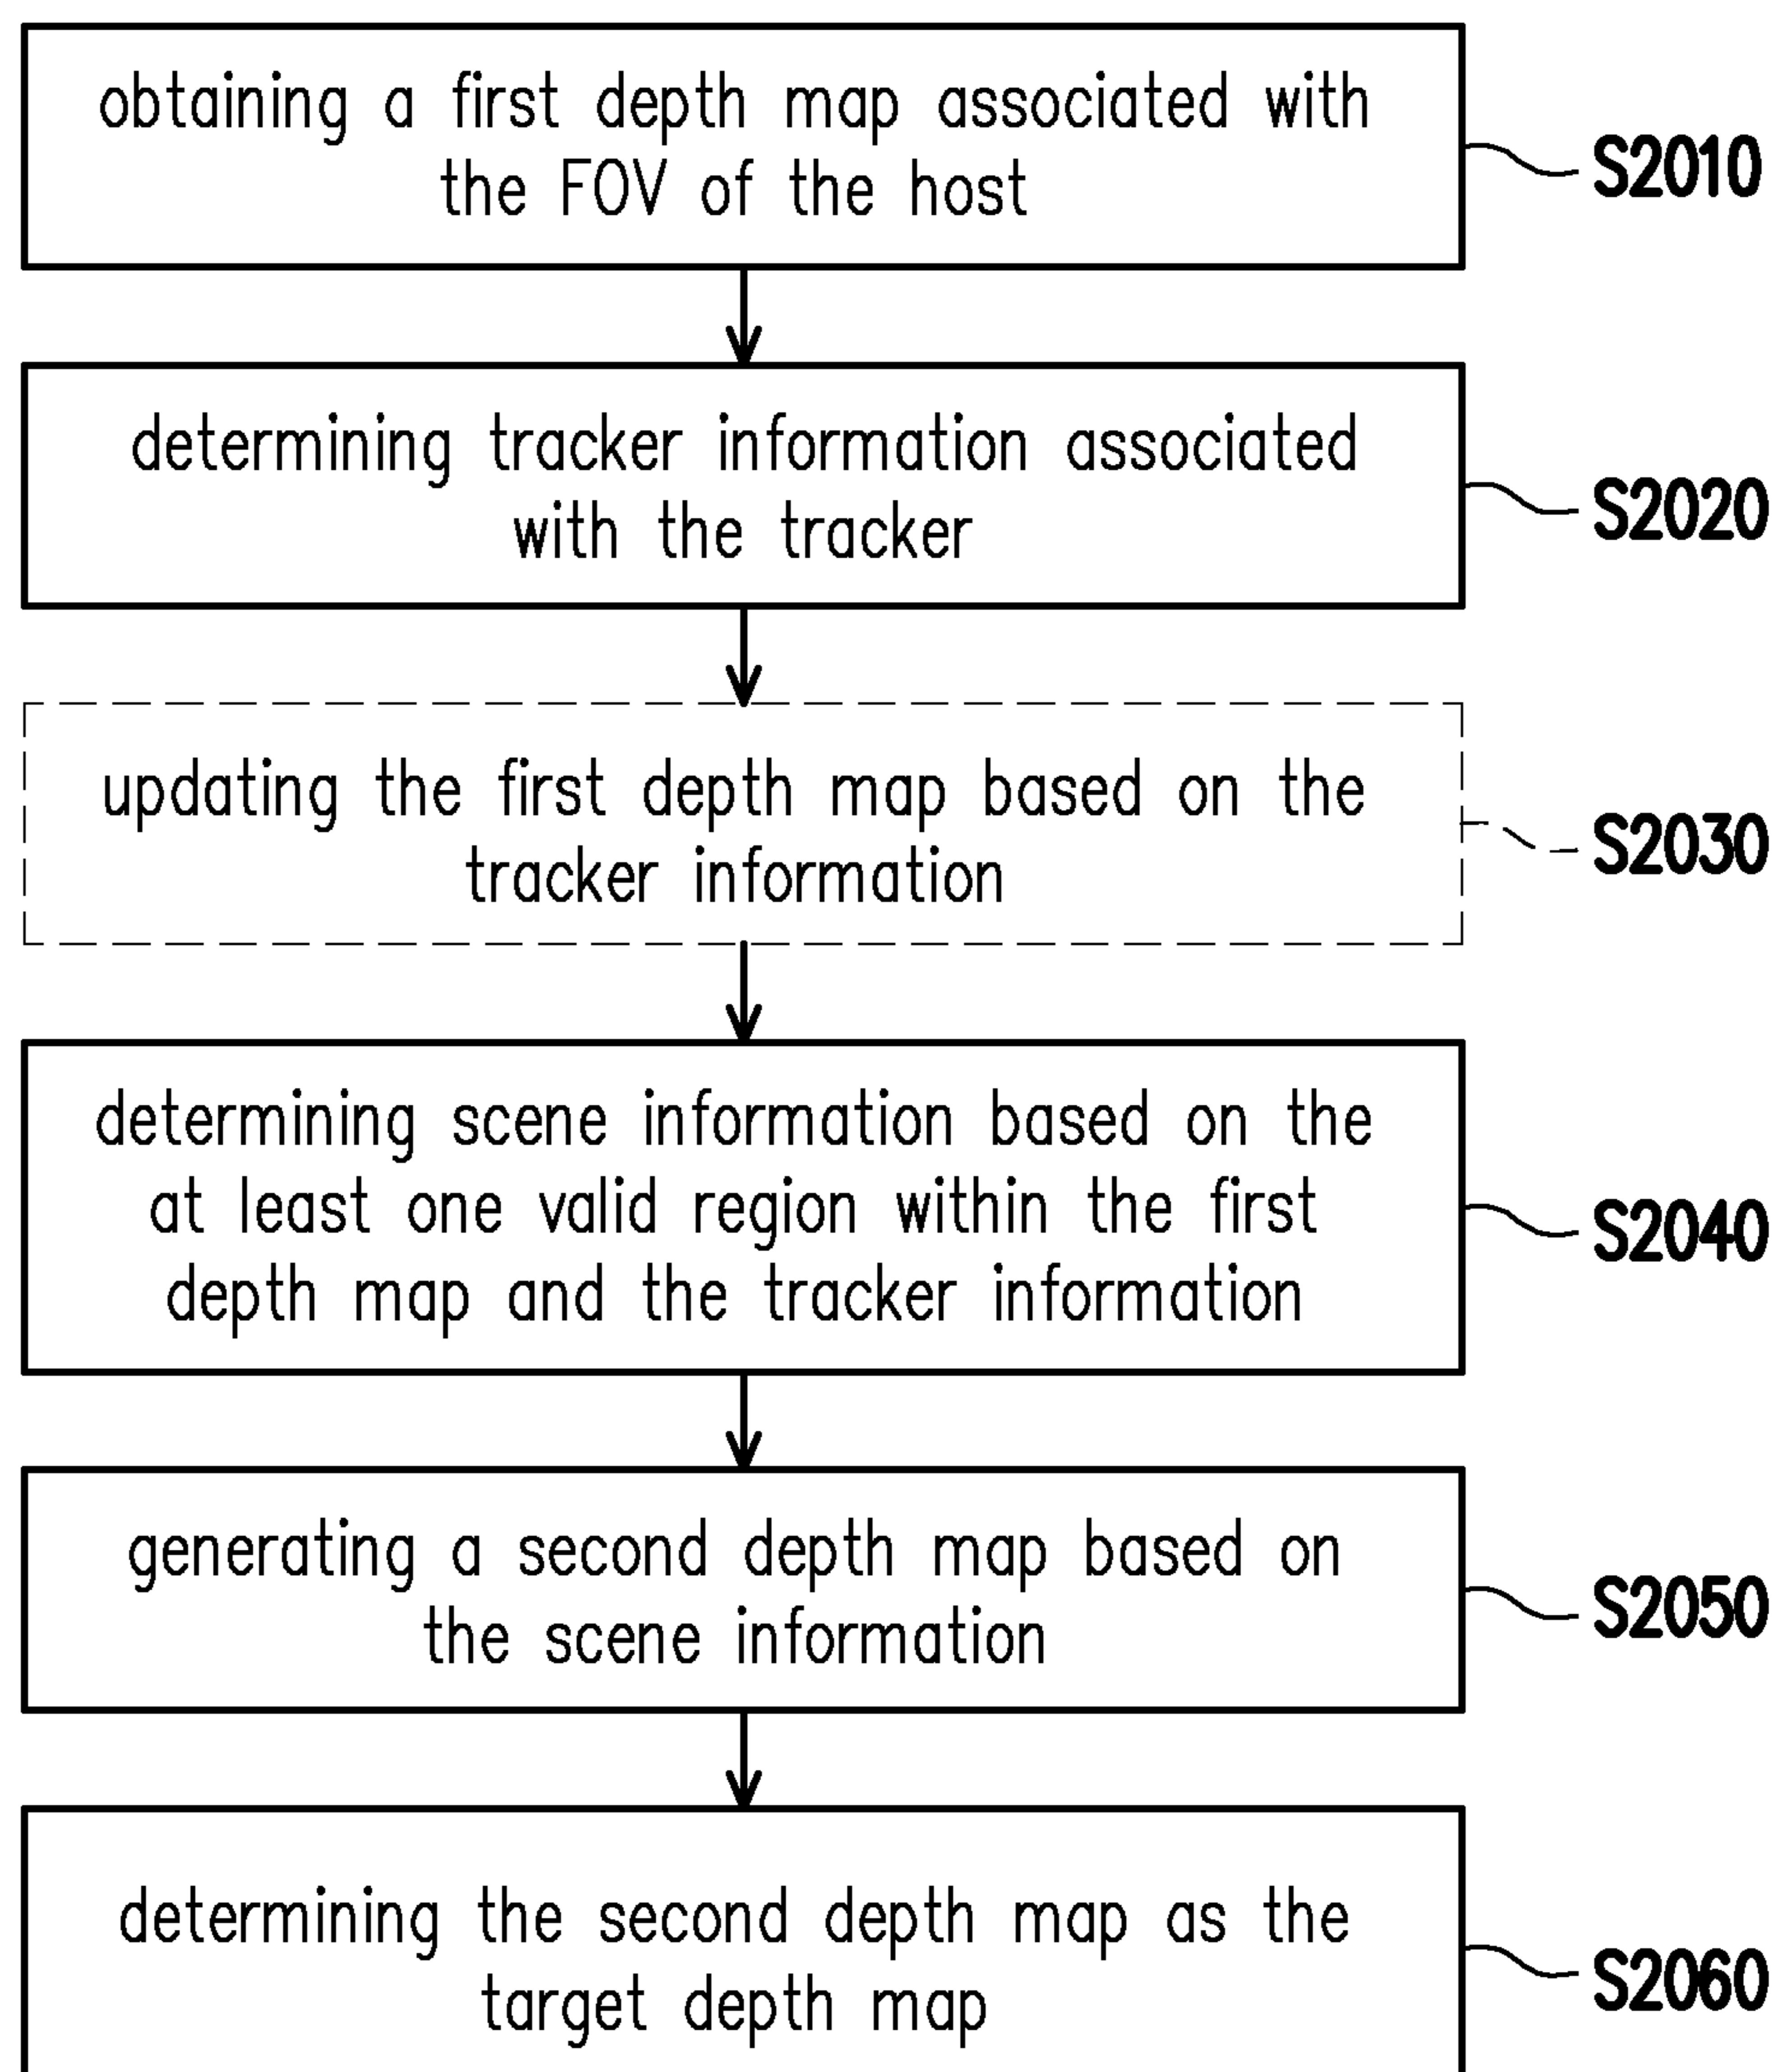 obtaining a first depth map associated with
the FOV of the host
S2010
determining tracker information associated
with the tracker
S2020
updating the first depth map based on the
tracker information
S2030
determining scene information based on the
at least one valid region within the first
depth map and the tracker information
S2040
generating a second depth map based on
the scene information
S2050
determining the second depth map as the
target depth map
S2060